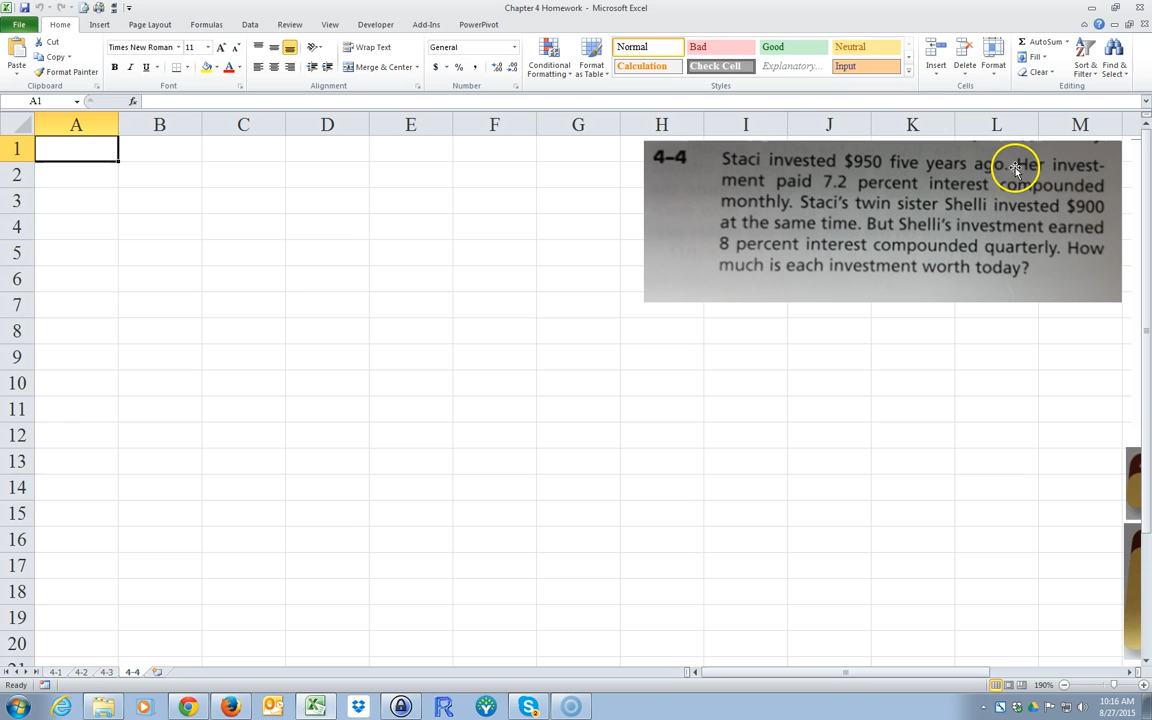 Chapter 4 Homework - Microsoft Excel
File Home Insert Page Layout Formulas Data Review View Developer Add-Ins PowerPivot
Paste
Cut
Copy
Format Painter
Clipboard
Times New Roman 11
B I U
Font
Wrap Text
Merge & Center
Alignment
General
$ % ,
Number
Conditional Formatting
Format as Table
Normal Bad Good Neutral
Calculation Check Cell Explanatory... Input
Styles
Insert Delete Format
Cells
AutoSum
Fill
Clear
Sort & Filter
Find & Select
Editing
A1
fx
A B C D E F G H I J K L M
1
2
3
4
5
6
7
8
9
10
11
12
13
14
15
16
17
18
19
20
4–4 Staci invested $950 five years ago. Her invest-
ment paid 7.2 percent interest compounded
monthly. Staci's twin sister Shelli invested $900
at the same time. But Shelli's investment earned
8 percent interest compounded quarterly. How
much is each investment worth today?
4-1 4-2 4-3 4-4
Ready
190%
10:16 AM
8/27/2015